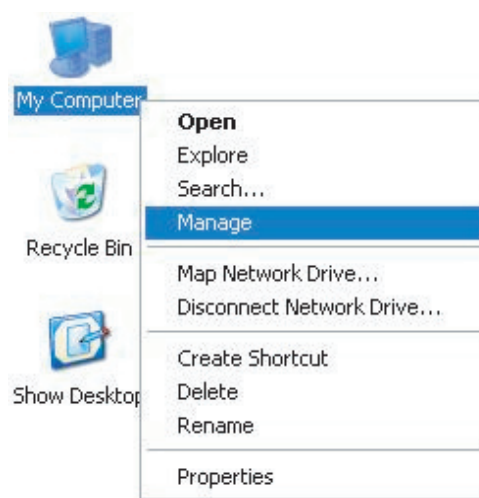 My Computer
Open
Explore
Search...
Manage
Recycle Bin
Map Network Drive...
Disconnect Network Drive...
Create Shortcut
Show Desktop
Delete
Rename
Properties